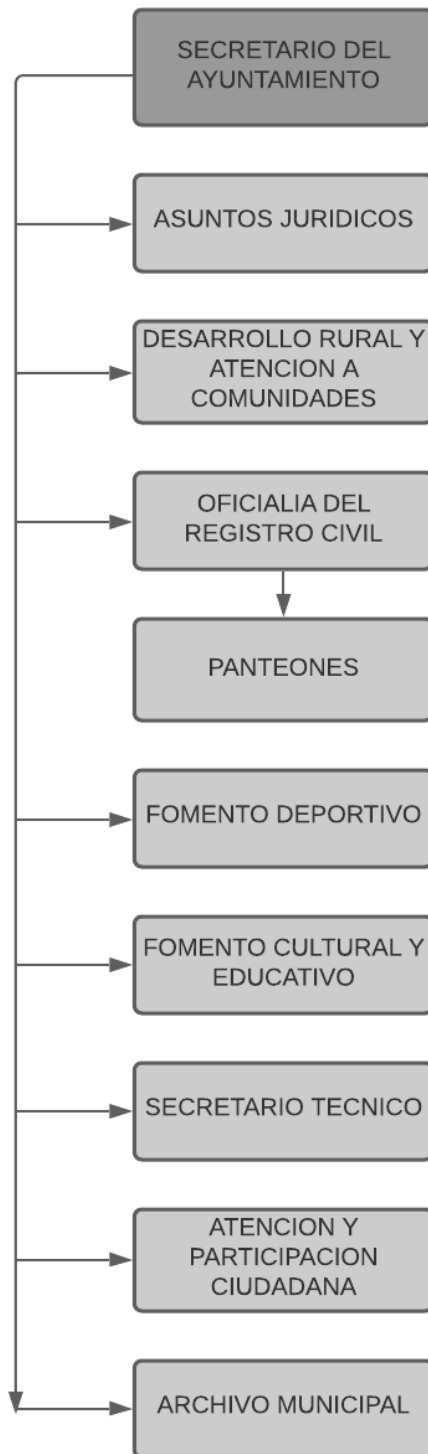 SECRETARIO DEL
AYUNTAMIENTO
ASUNTOS JURIDICOS
DESARROLLO RURAL Y
ATENCION A
COMUNIDADES
OFICIALIA DEL
REGISTRO CIVIL
PANTEONES
FOMENTO DEPORTIVO
FOMENTO CULTURAL Y
EDUCATIVO
SECRETARIO TECNICO
ATENCION Y
PARTICIPACION
CIUDADANA
ARCHIVO MUNICIPAL